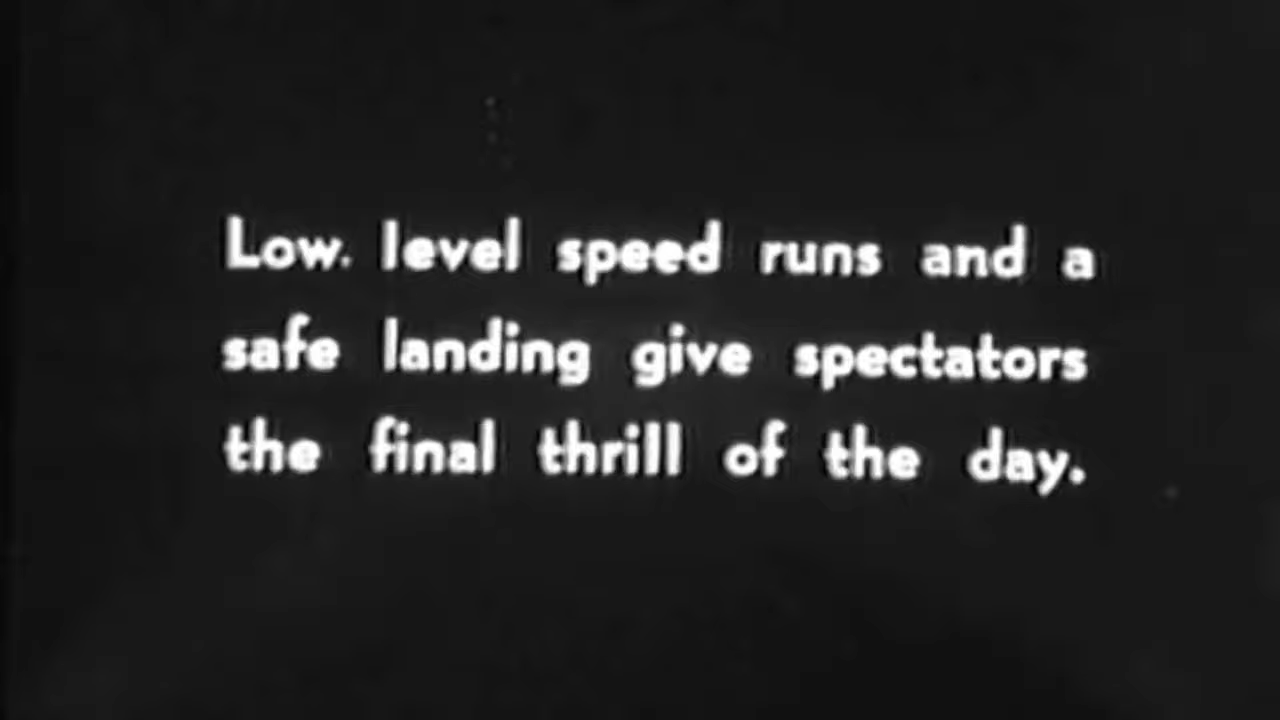 Low. level speed runs and a
safe landing give spectators
the final thrill of the day.